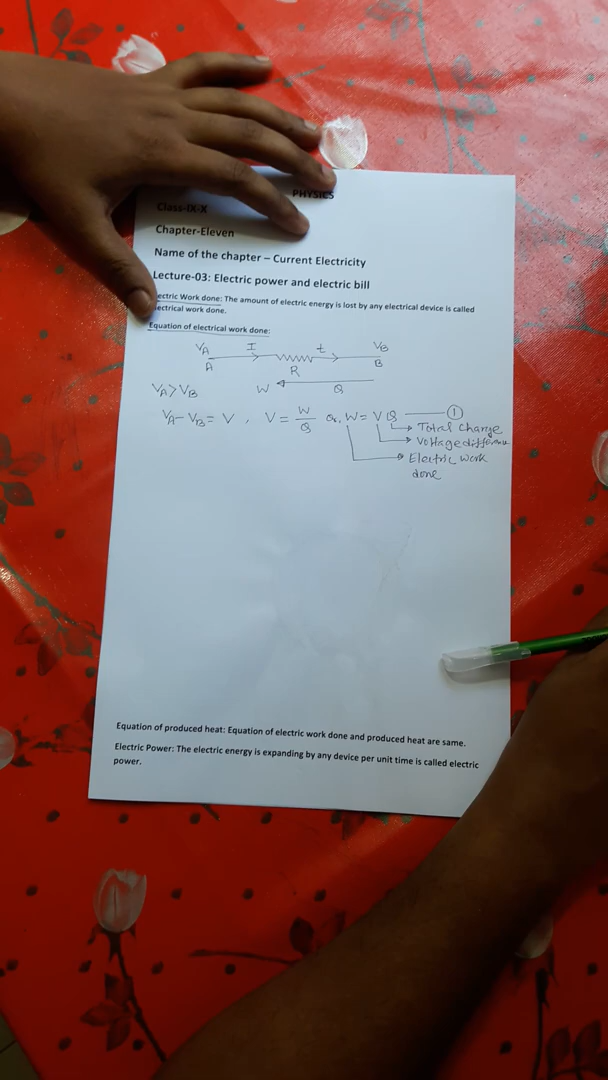 PHYSICS
Class-IX-X
Chapter-Eleven
Name of the chapter – Current Electricity
Lecture-03: Electric power and electric bill
ectric Work done: The amount of electric energy is lost by any electrical device is called
ectrical work done.
Equation of electrical work done:
VA I t VB
A R B
VA>VB W Q
VA-VB= V , V = W/Q Or, W= VQ ①
Total Charge
Voltage difference
Electric work
done
Equation of produced heat: Equation of electric work done and produced heat are same.
Electric Power: The electric energy is expanding by any device per unit time is called electric
power.